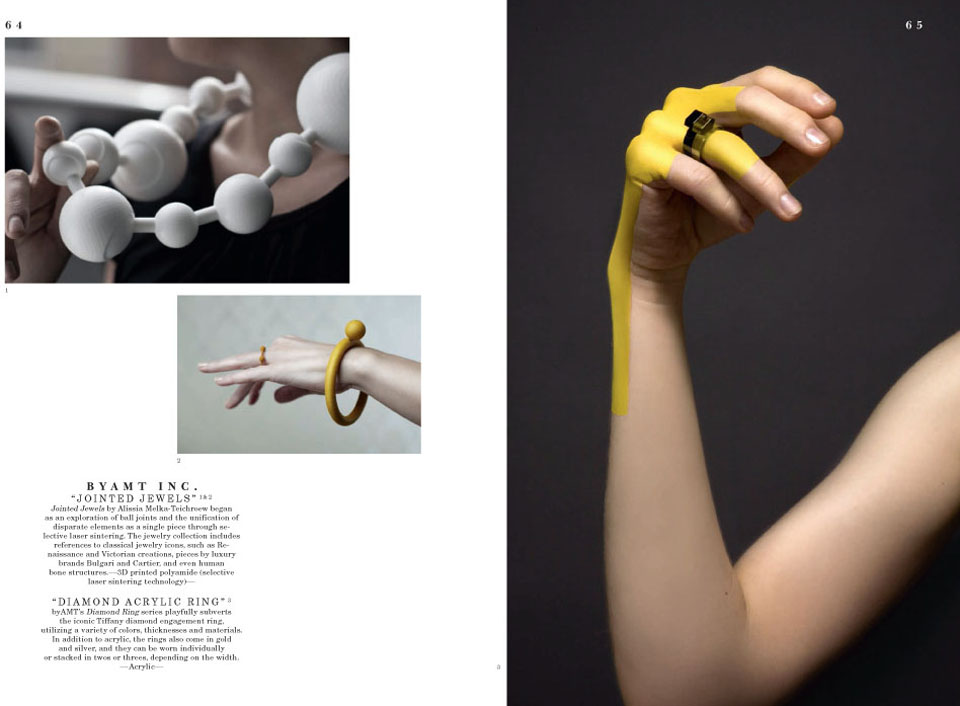 64
65
1
2
BYAMT INC.
“JOINTED JEWELS” 1&2
Jointed Jewels by Alissia Melka-Teichroew began
as an exploration of ball joints and the unification of
disparate elements as a single piece through se-
lective laser sintering. The jewelry collection includes
references to classical jewelry icons, such as Re-
naissance and Victorian creations, pieces by luxury
brands Bulgari and Cartier, and even human
bone structures.—3D printed polyamide (selective
laser sintering technology)—
“DIAMOND ACRYLIC RING” 3
byAMT’s Diamond Ring series playfully subverts
the iconic Tiffany diamond engagement ring,
utilizing a variety of colors, thicknesses and materials.
In addition to acrylic, the rings also come in gold
and silver, and they can be worn individually
or stacked in twos or threes, depending on the width.
—Acrylic—
3